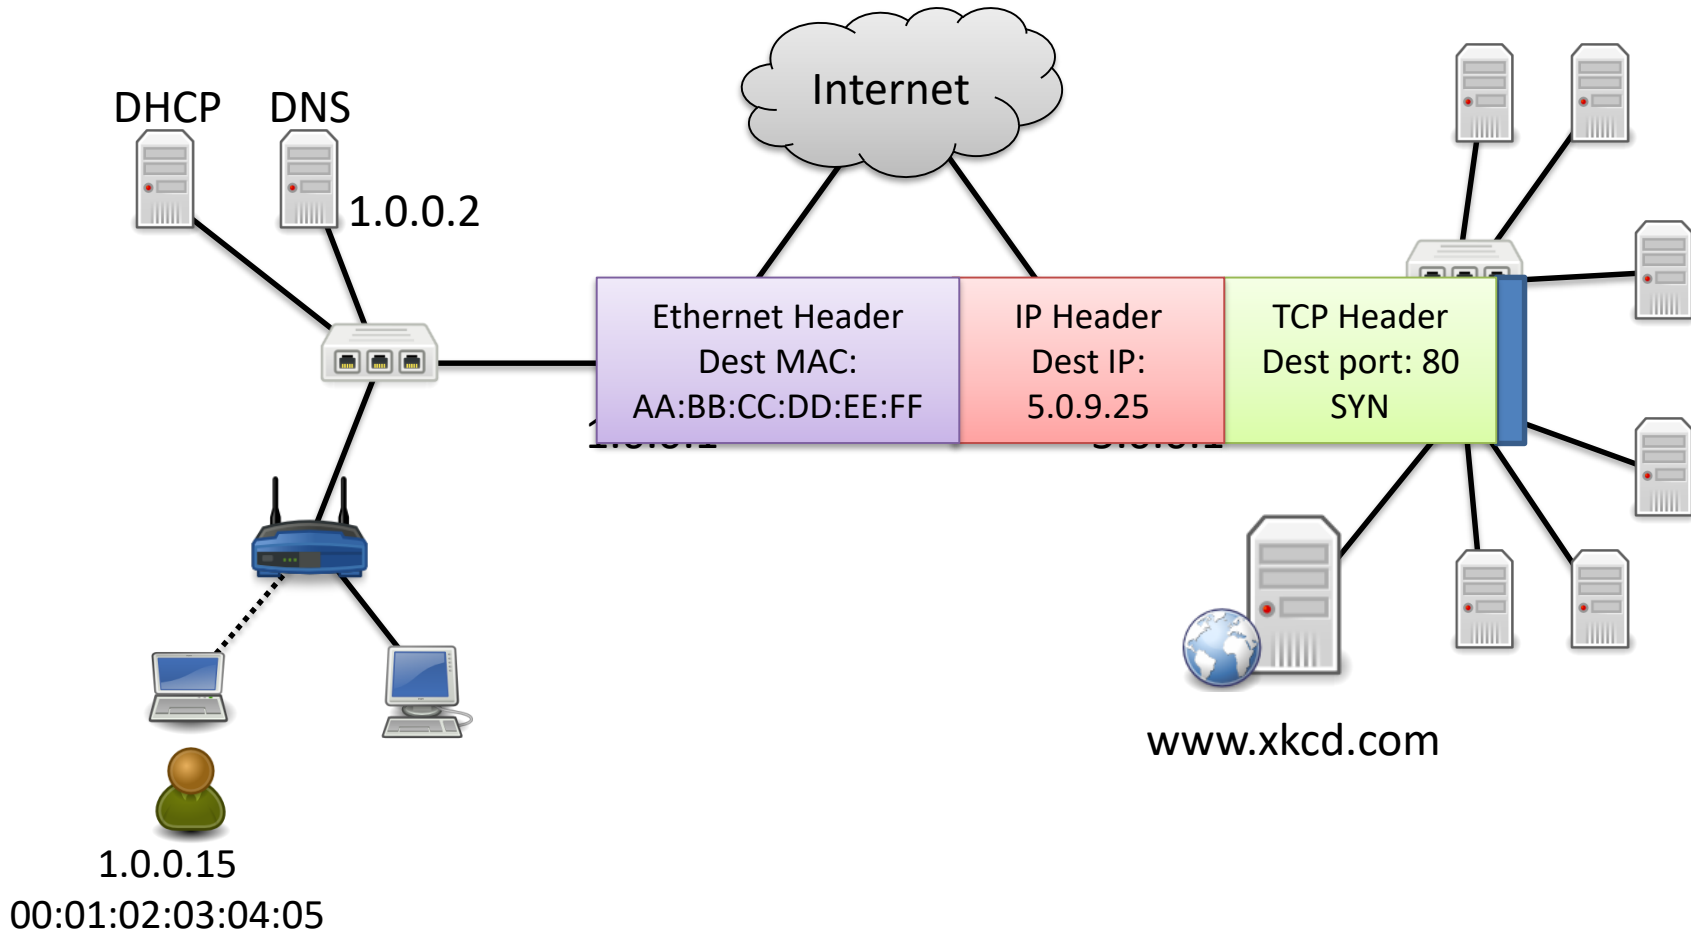 Internet
DHCP
DNS
1.0.0.2
Ethernet Header
Dest MAC:
AA:BB:CC:DD:EE:FF
IP Header
Dest IP:
5.0.9.25
TCP Header
Dest port: 80
SYN
www.xkcd.com
1.0.0.15
00:01:02:03:04:05